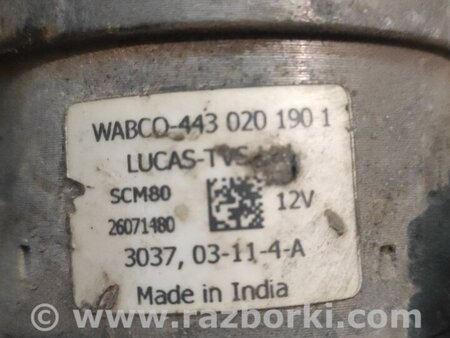 WABCO-443 020 190 1
LUCAS-TVS
SCM80
12V
26071480
3037, 03-11-4-A
Made in India
© www.razborki.com